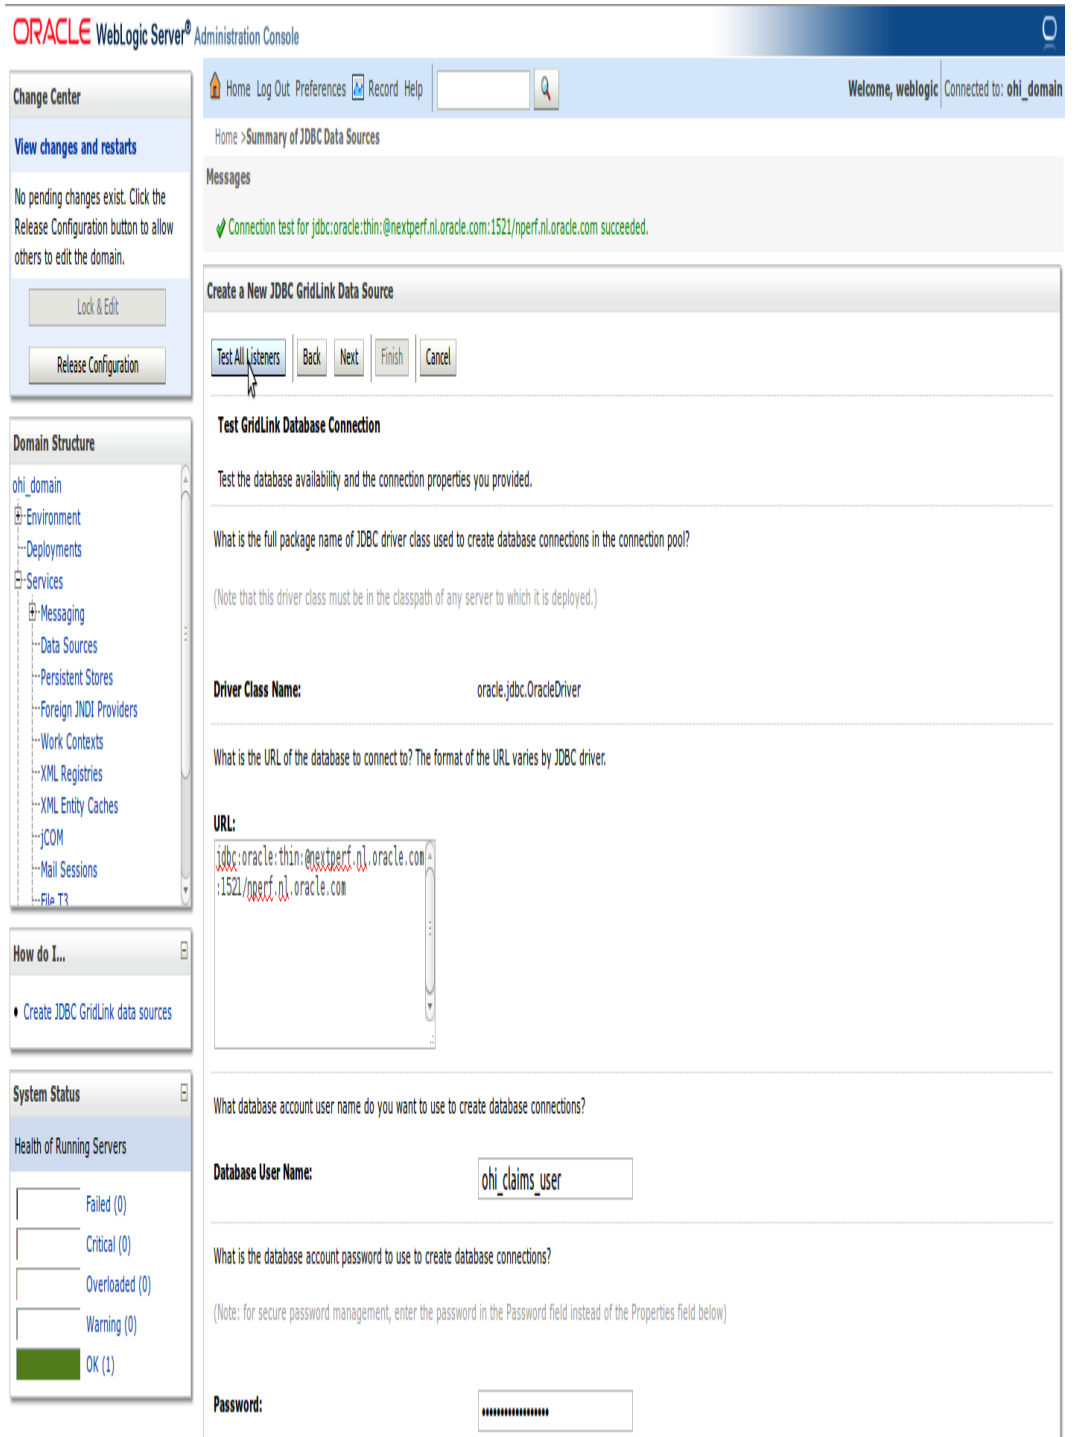 ORACLE WebLogic Server® Administration Console
Change Center
View changes and restarts
No pending changes exist. Click the
Release Configuration button to allow
others to edit the domain.
Lock & Edit
Release Configuration
Domain Structure
ohi_domain
Environment
Deployments
Services
Messaging
Data Sources
Persistent Stores
Foreign JNDI Providers
Work Contexts
XML Registries
XML Entity Caches
jCOM
Mail Sessions
File T3
How do I...
Create JDBC GridLink data sources
System Status
Health of Running Servers
Failed (0)
Critical (0)
Overloaded (0)
Warning (0)
OK (1)
Home Log Out Preferences Record Help
Welcome, weblogic Connected to: ohi_domain
Home >Summary of JDBC Data Sources
Messages
Connection test for jdbc:oracle:thin:@nextperf.nl.oracle.com:1521/nperf.nl.oracle.com succeeded.
Create a New JDBC GridLink Data Source
Test All Listeners Back Next Finish Cancel
Test GridLink Database Connection
Test the database availability and the connection properties you provided.
What is the full package name of JDBC driver class used to create database connections in the connection pool?
(Note that this driver class must be in the classpath of any server to which it is deployed.)
Driver Class Name: oracle.jdbc.OracleDriver
What is the URL of the database to connect to? The format of the URL varies by JDBC driver.
URL:
jdbc:oracle:thin:@nextperf.nl.oracle.com
:1521/nperf.nl.oracle.com
What database account user name do you want to use to create database connections?
Database User Name: ohi_claims_user
What is the database account password to use to create database connections?
(Note: for secure password management, enter the password in the Password field instead of the Properties field below)
Password: •••••••••••••••••